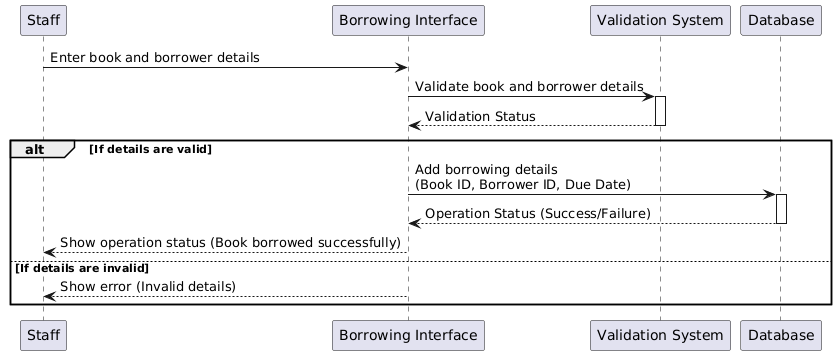 Staff Borrowing Interface Validation System Database
Enter book and borrower details
Validate book and borrower details
Validation Status
alt [If details are valid]
Add borrowing details
(Book ID, Borrower ID, Due Date)
Operation Status (Success/Failure)
Show operation status (Book borrowed successfully)
[If details are invalid]
Show error (Invalid details)
Staff Borrowing Interface Validation System Database